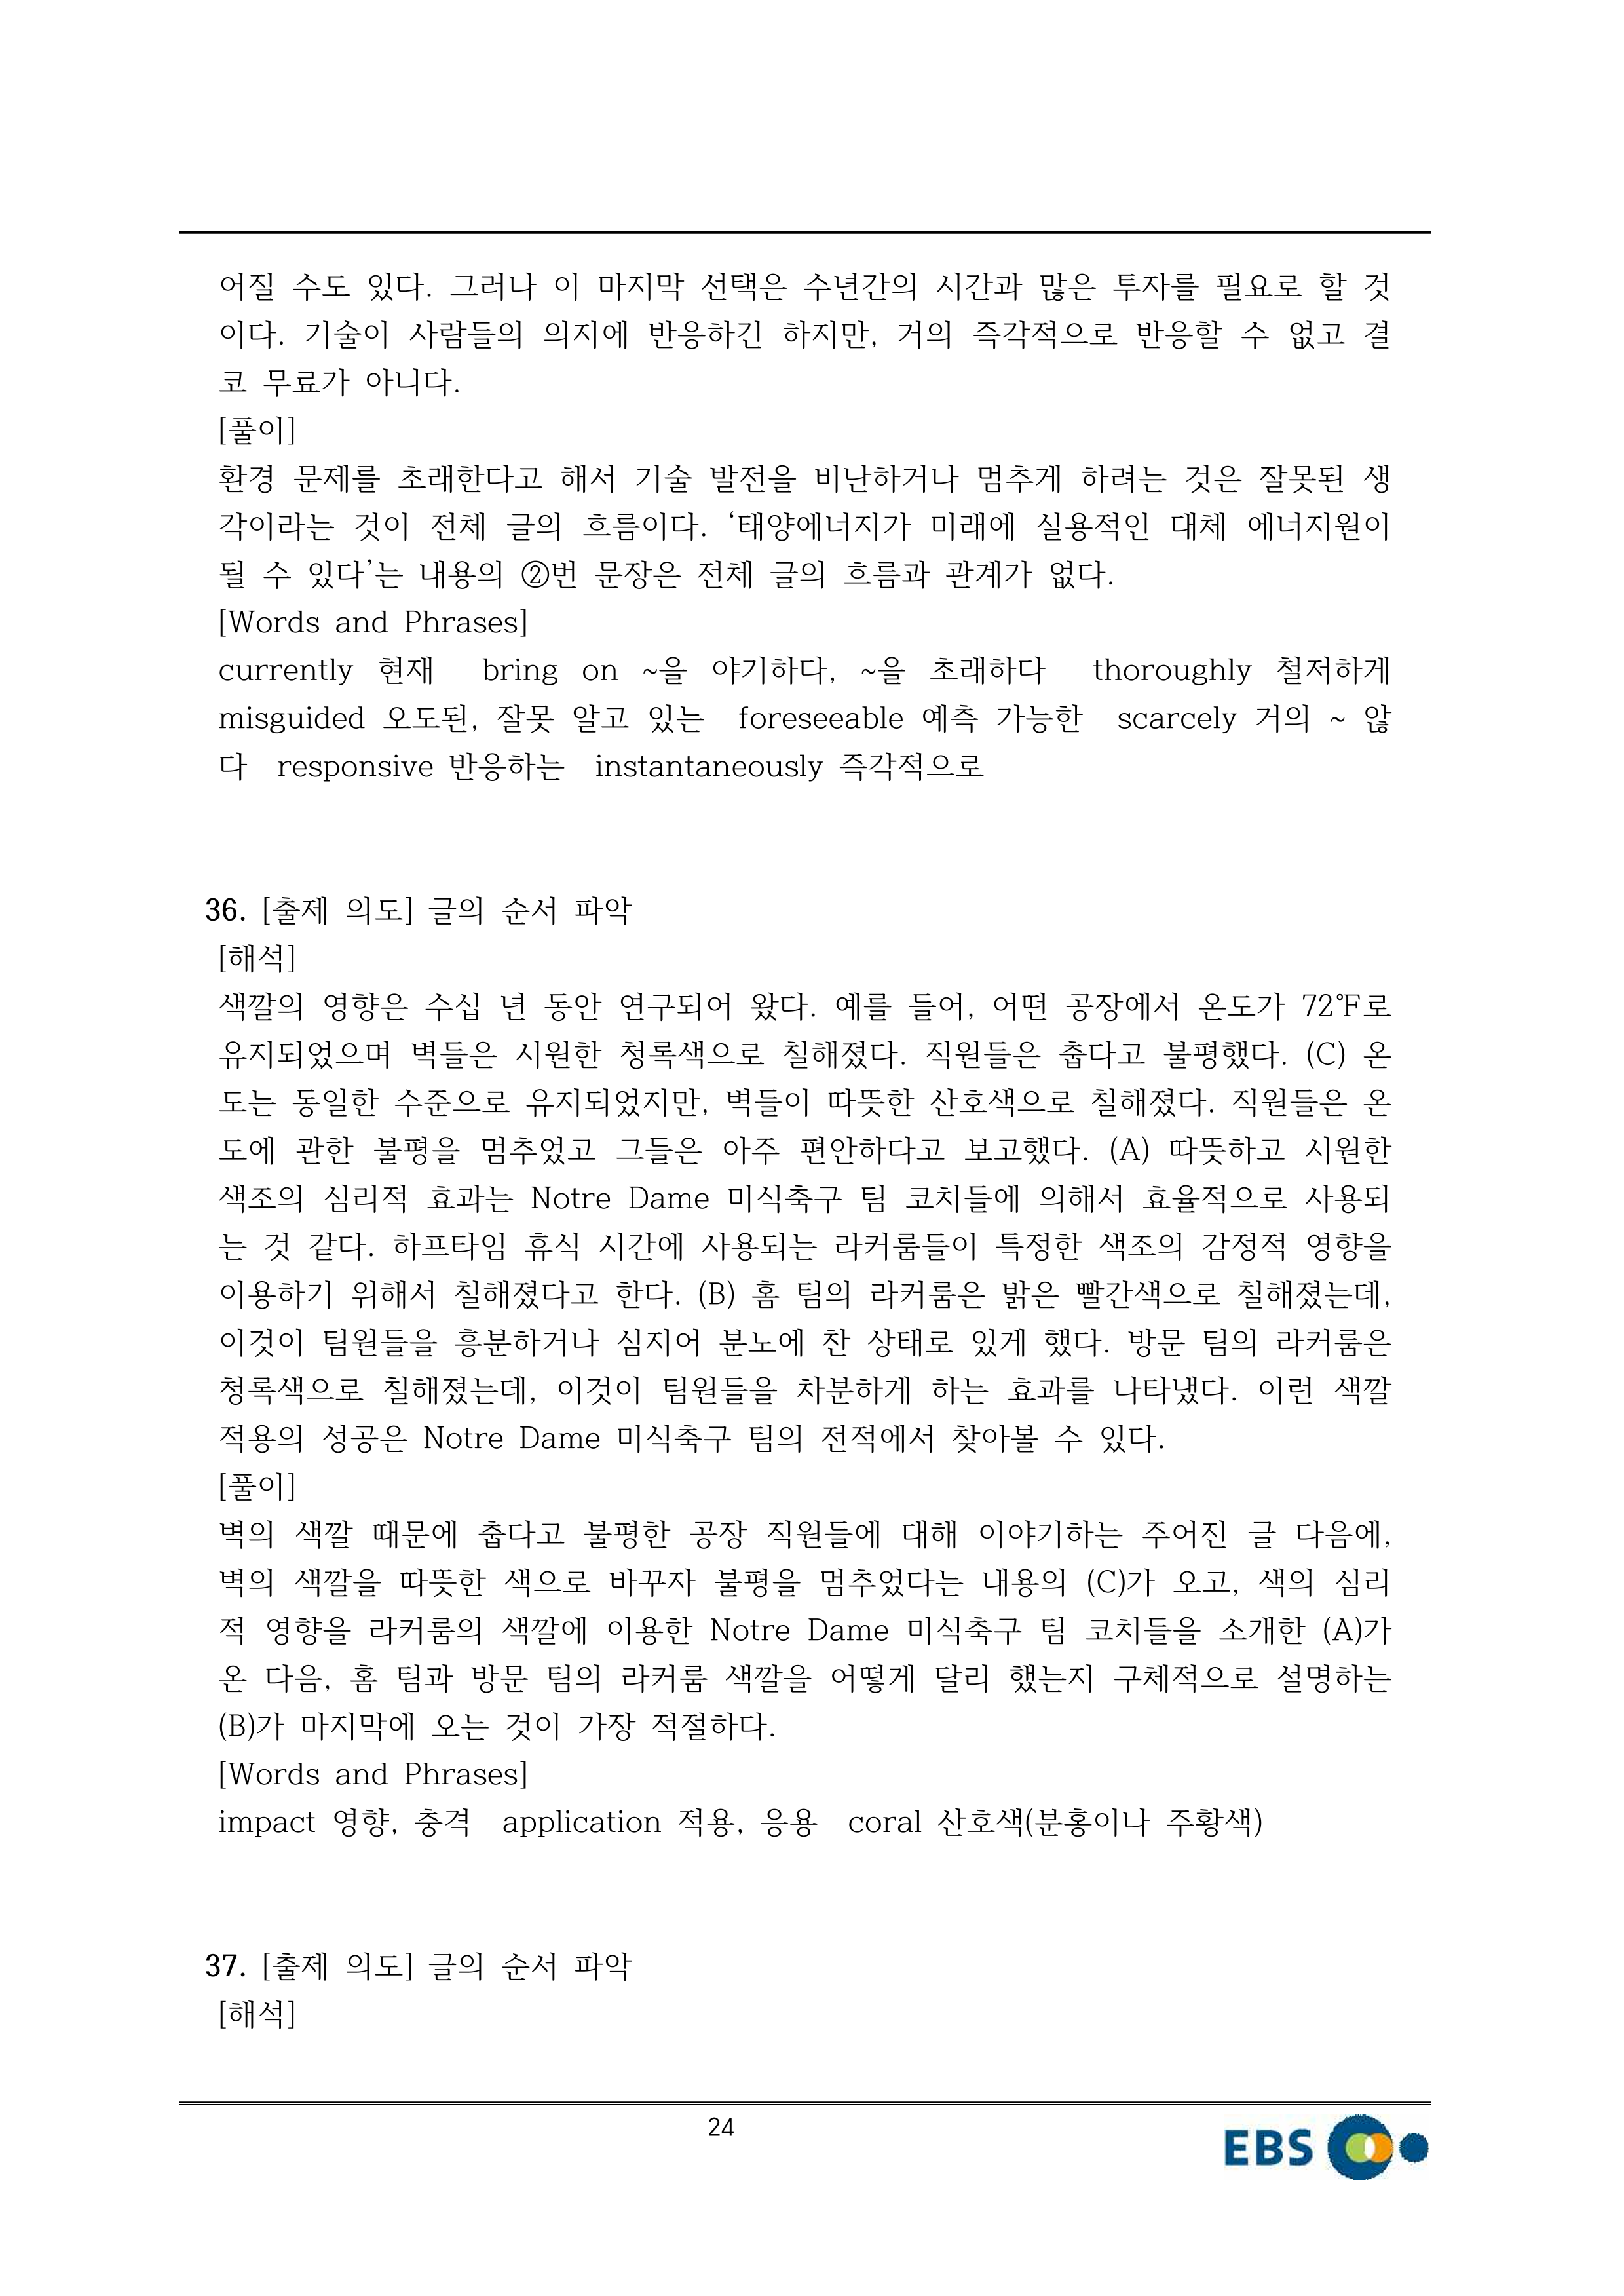 어질 수도 있다. 그러나 이 마지막 선택은 수년간의 시간과 많은 투자를 필요로 할 것
이다. 기술이 사람들의 의지에 반응하긴 하지만, 거의 즉각적으로 반응할 수 없고 결
코 무료가 아니다.
[풀이]
환경 문제를 초래한다고 해서 기술 발전을 비난하거나 멈추게 하려는 것은 잘못된 생
각이라는 것이 전체 글의 흐름이다. ‘태양에너지가 미래에 실용적인 대체 에너지원이
될 수 있다’는 내용의 ②번 문장은 전체 글의 흐름과 관계가 없다.
[Words and Phrases]
currently 현재 bring on ~을 야기하다, ~을 초래하다 thoroughly 철저하게
misguided 오도된, 잘못 알고 있는 foreseeable 예측 가능한 scarcely 거의 ~ 않
다 responsive 반응하는 instantaneously 즉각적으로
36. [출제 의도] 글의 순서 파악
[해석]
색깔의 영향은 수십 년 동안 연구되어 왔다. 예를 들어, 어떤 공장에서 온도가 72℉로
유지되었으며 벽들은 시원한 청록색으로 칠해졌다. 직원들은 춥다고 불평했다. (C) 온
도는 동일한 수준으로 유지되었지만, 벽들이 따뜻한 산호색으로 칠해졌다. 직원들은 온
도에 관한 불평을 멈추었고 그들은 아주 편안하다고 보고했다. (A) 따뜻하고 시원한
색조의 심리적 효과는 Notre Dame 미식축구 팀 코치들에 의해서 효율적으로 사용되
는 것 같다. 하프타임 휴식 시간에 사용되는 라커룸들이 특정한 색조의 감정적 영향을
이용하기 위해서 칠해졌다고 한다. (B) 홈 팀의 라커룸은 밝은 빨간색으로 칠해졌는데,
이것이 팀원들을 흥분하거나 심지어 분노에 찬 상태로 있게 했다. 방문 팀의 라커룸은
청록색으로 칠해졌는데, 이것이 팀원들을 차분하게 하는 효과를 나타냈다. 이런 색깔
적용의 성공은 Notre Dame 미식축구 팀의 전적에서 찾아볼 수 있다.
[풀이]
벽의 색깔 때문에 춥다고 불평한 공장 직원들에 대해 이야기하는 주어진 글 다음에,
벽의 색깔을 따뜻한 색으로 바꾸자 불평을 멈추었다는 내용의 (C)가 오고, 색의 심리
적 영향을 라커룸의 색깔에 이용한 Notre Dame 미식축구 팀 코치들을 소개한 (A)가
온 다음, 홈 팀과 방문 팀의 라커룸 색깔을 어떻게 달리 했는지 구체적으로 설명하는
(B)가 마지막에 오는 것이 가장 적절하다.
[Words and Phrases]
impact 영향, 충격 application 적용, 응용 coral 산호색(분홍이나 주황색)
37. [출제 의도] 글의 순서 파악
[해석]
24
EBS